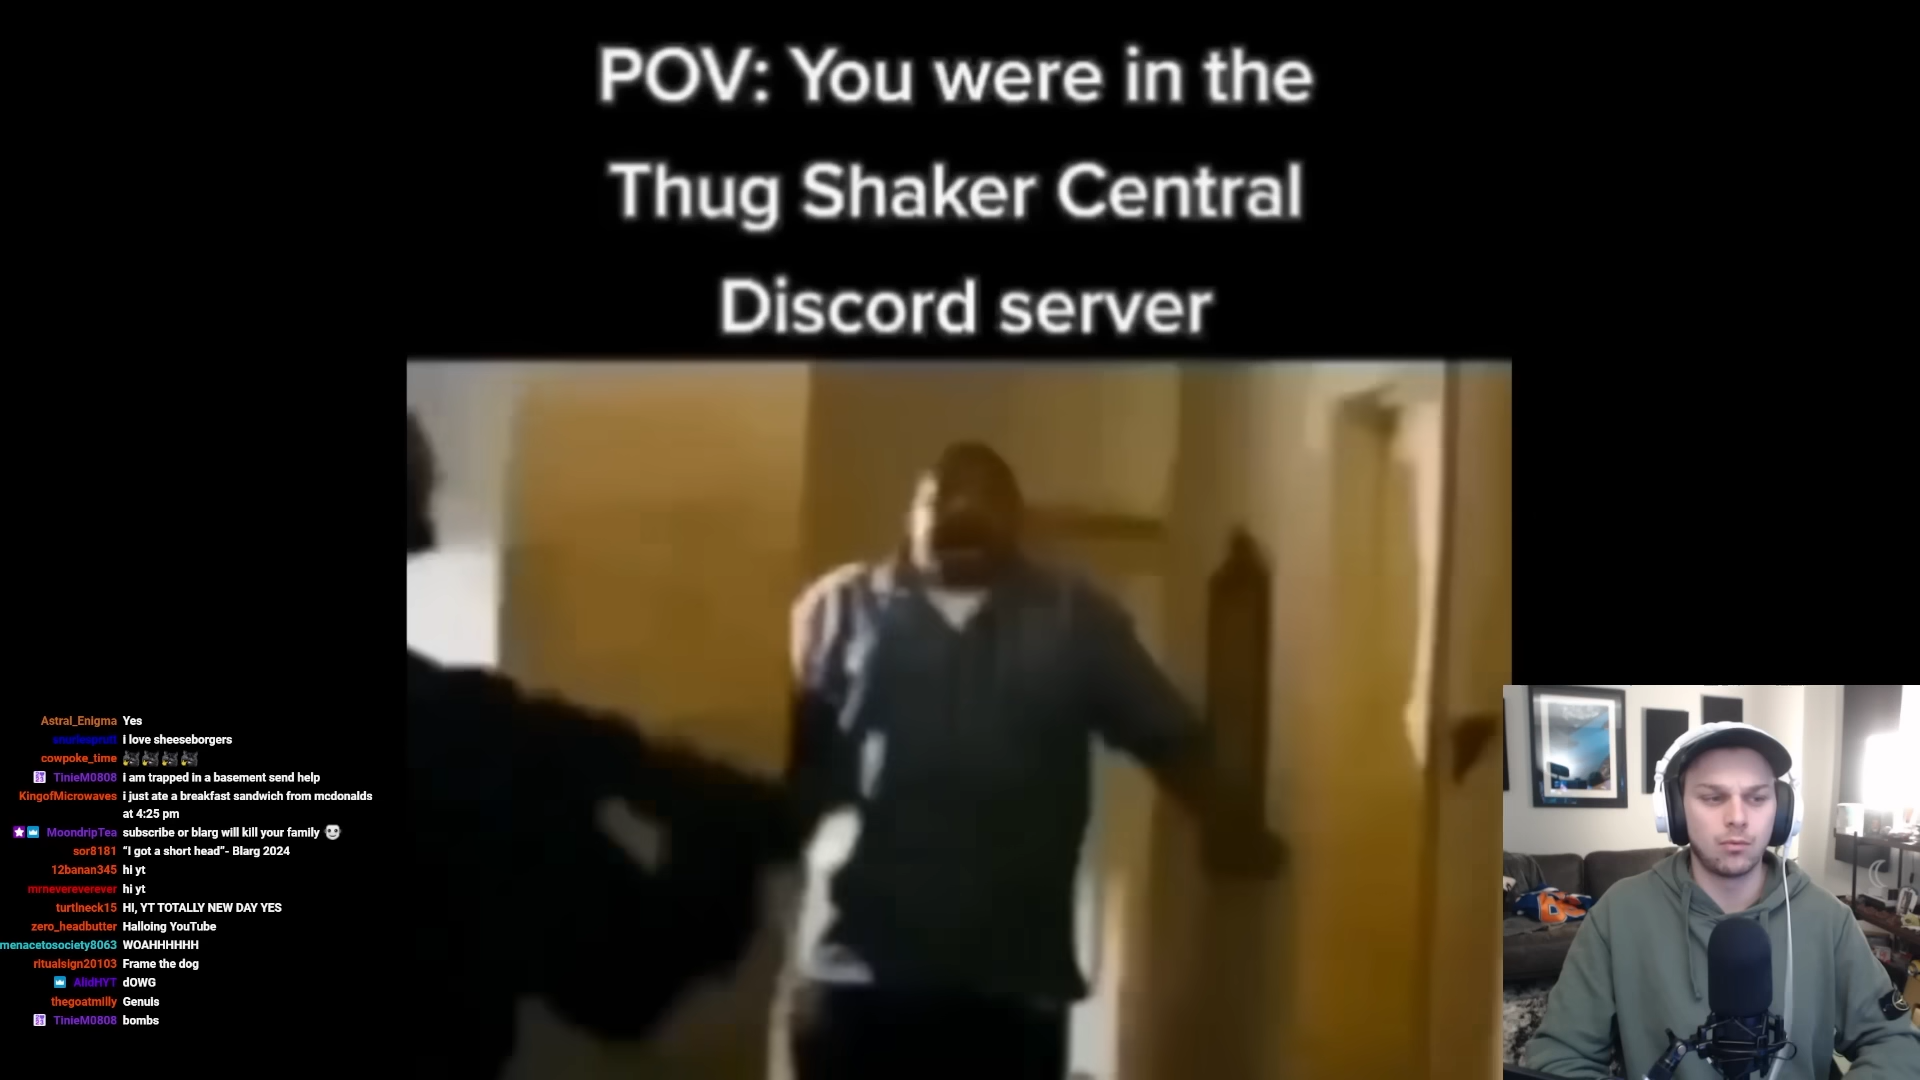 POV: You were in the
Thug Shaker Central
Discord server
Astral_Enigma Yes
i love sheeseborgers
cowpoke_time
TinieM0808 i am trapped in a basement send help
KingofMicrowaves i just ate a breakfast sandwich from mcdonalds
at 4:25 pm
MoondripTea subscribe or blarg will kill your family
sor8181 “I got a short head”- Blarg 2024
12banan345 hi yt
mrnevereverever hi yt
turtlneck15 HI, YT TOTALLY NEW DAY YES
zero_headbutter Halloing YouTube
menacetosociety8063 WOAHHHHHH
ritualsign20103 Frame the dog
AlidHYT dOWG
thegoatmilly Genuis
TinieM0808 bombs